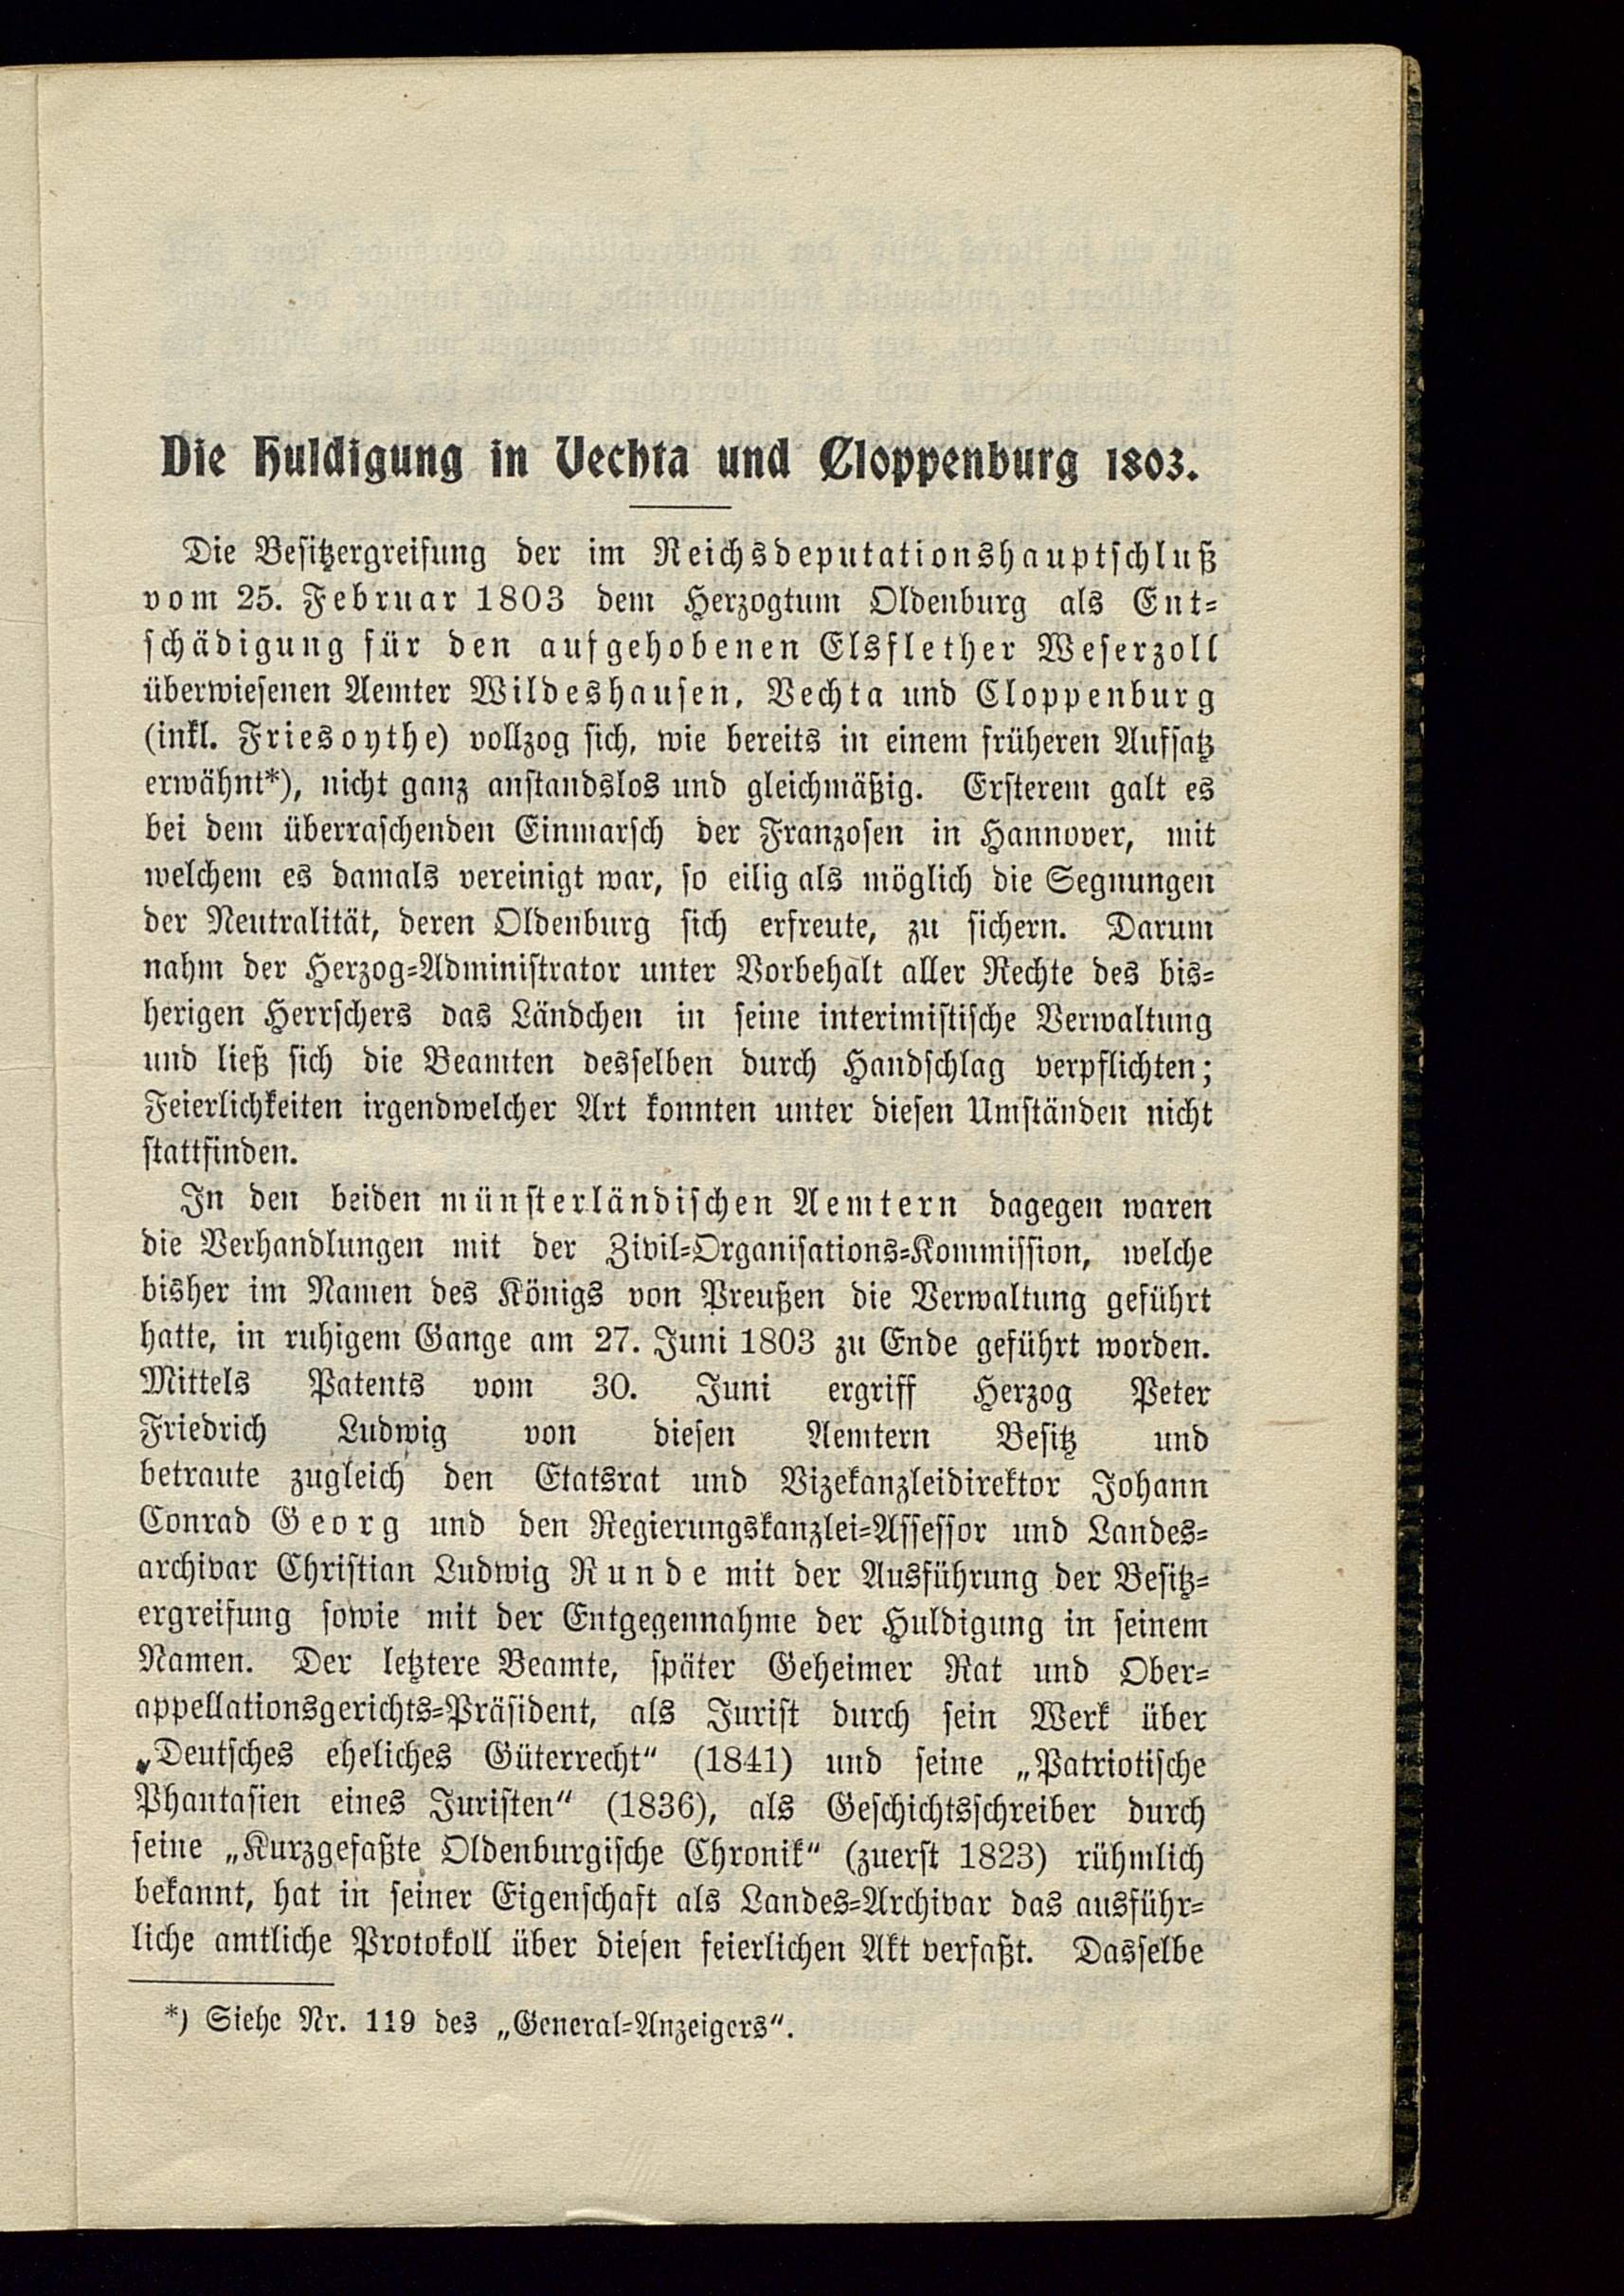 Die Huldigung in Vechta und Cloppenburg 1803.
Die Besitzergreifung der im Reichsdeputationshauptschluß
vom 25. Februar 1803 dem Herzogtum Oldenburg als Ent-
schädigung für den aufgehobenen Elsflether Weserzoll
überwiesenen Aemter Wildeshausen, Vechta und Cloppenburg
(inkl. Friesoythe) vollzog sich, wie bereits in einem früheren Aufsatz
erwähnt*), nicht ganz anstandslos und gleichmäßig. Ersterem galt es
bei dem überraschenden Einmarsch der Franzosen in Hannover, mit
welchem es damals vereinigt war, so eilig als möglich die Segnungen
der Neutralität, deren Oldenburg sich erfreute, zu sichern. Darum
nahm der Herzog-Administrator unter Vorbehalt aller Rechte des bis-
herigen Herrschers das Ländchen in seine interimistische Verwaltung
und ließ sich die Beamten desselben durch Handschlag verpflichten;
Feierlichkeiten irgendwelcher Art konnten unter diesen Umständen nicht
stattfinden.
In den beiden münsterländischen Aemtern dagegen waren
die Verhandlungen mit der Zivil-Organisations-Kommission, welche
bisher im Namen des Königs von Preußen die Verwaltung geführt
hatte, in ruhigem Gange am 27. Juni 1803 zu Ende geführt worden.
Mittels Patents vom 30. Juni ergriff Herzog Peter
Friedrich Ludwig von diesen Aemtern Besitz und
betraute zugleich den Etatsrat und Vizekanzleidirektor Johann
Conrad Georg und den Regierungskanzlei-Assessor und Landes-
archivar Christian Ludwig Runde mit der Ausführung der Besitz-
ergreifung sowie mit der Entgegennahme der Huldigung in seinem
Namen. Der letztere Beamte, später Geheimer Rat und Ober-
appellationsgerichts-Präsident, als Jurist durch sein Werk über
„Deutsches eheliches Güterrecht“ (1841) und seine „Patriotische
Phantasien eines Juristen“ (1836), als Geschichtsschreiber durch
seine „Kurzgefaßte Oldenburgische Chronik“ (zuerst 1823) rühmlich
bekannt, hat in seiner Eigenschaft als Landes-Archivar das ausführ-
liche amtliche Protokoll über diesen feierlichen Akt verfaßt. Dasselbe
*) Siehe Nr. 119 des „General-Anzeigers“.